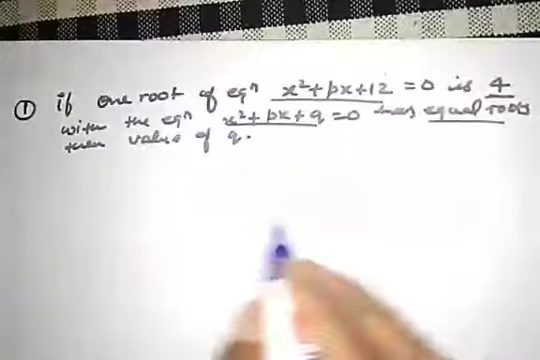 ① if one root of eqⁿ x²+px+12 = 0 is 4
with the eqⁿ x²+px+q = 0 has equal roots
then value of q.